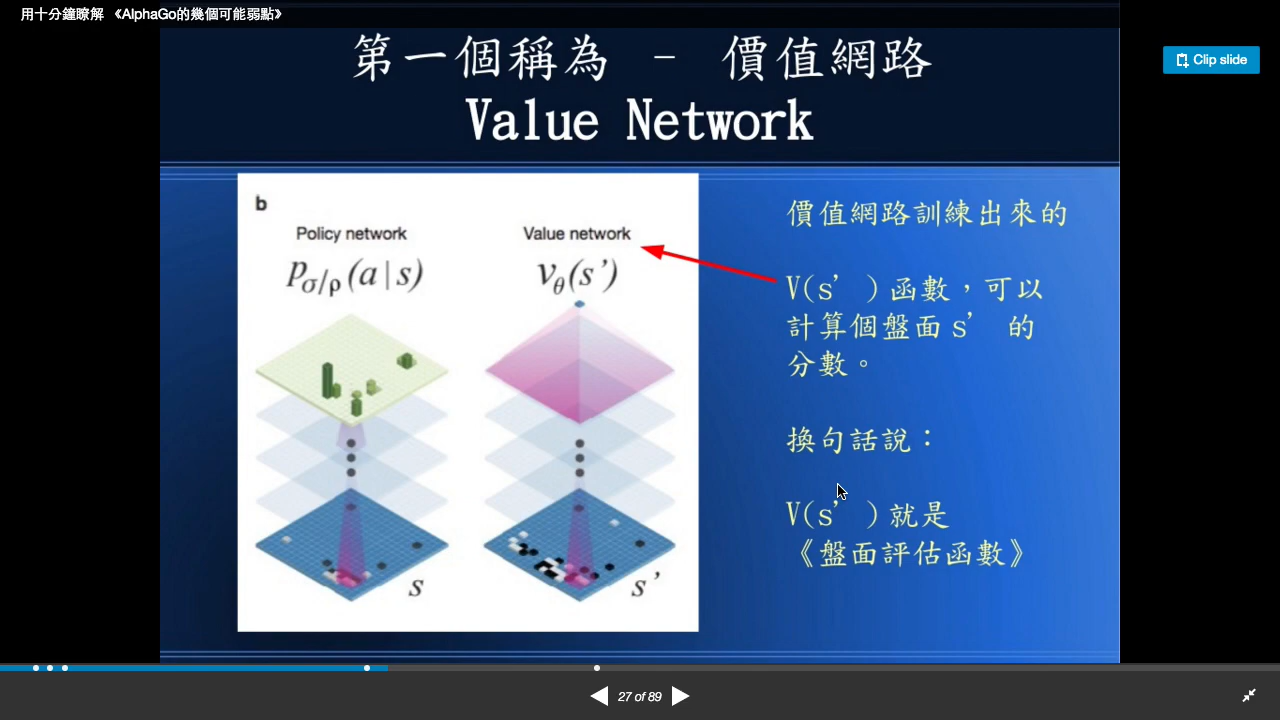 用十分鐘瞭解 《AlphaGo的幾個可能弱點》
Clip slide
第一個稱為 - 價值網路
Value Network
b
Policy network
Value network
pσ/ρ(a|s)
vθ(s’)
s
s’
價值網路訓練出來的
V(s’)函數，可以
計算個盤面s’的
分數。
換句話說：
V(s’)就是
《盤面評估函數》
27 of 89